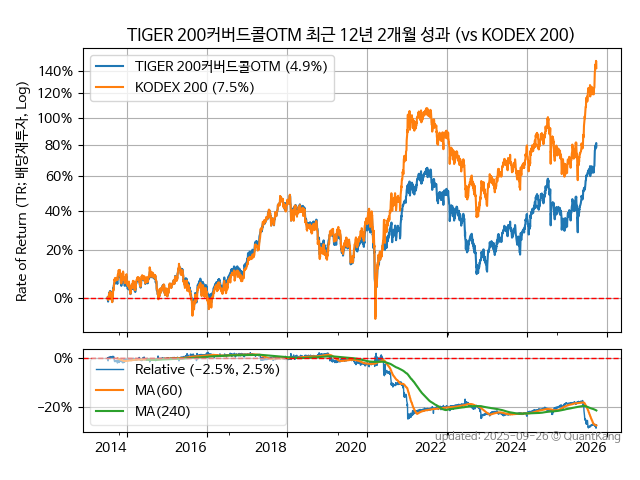 TIGER 200커버드콜OTM 최근 12년 2개월 성과 (vs KODEX 200)
Rate of Return (TR: 배당재투자, Log)
140%
120%
100%
80%
60%
40%
20%
0%
TIGER 200커버드콜OTM (4.9%)
KODEX 200 (7.5%)
0%
−20%
Relative (−2.5%, 2.5%)
MA(60)
MA(240)
updated: 2025-09-26 © QuantKang
2014 2016 2018 2020 2022 2024 2026